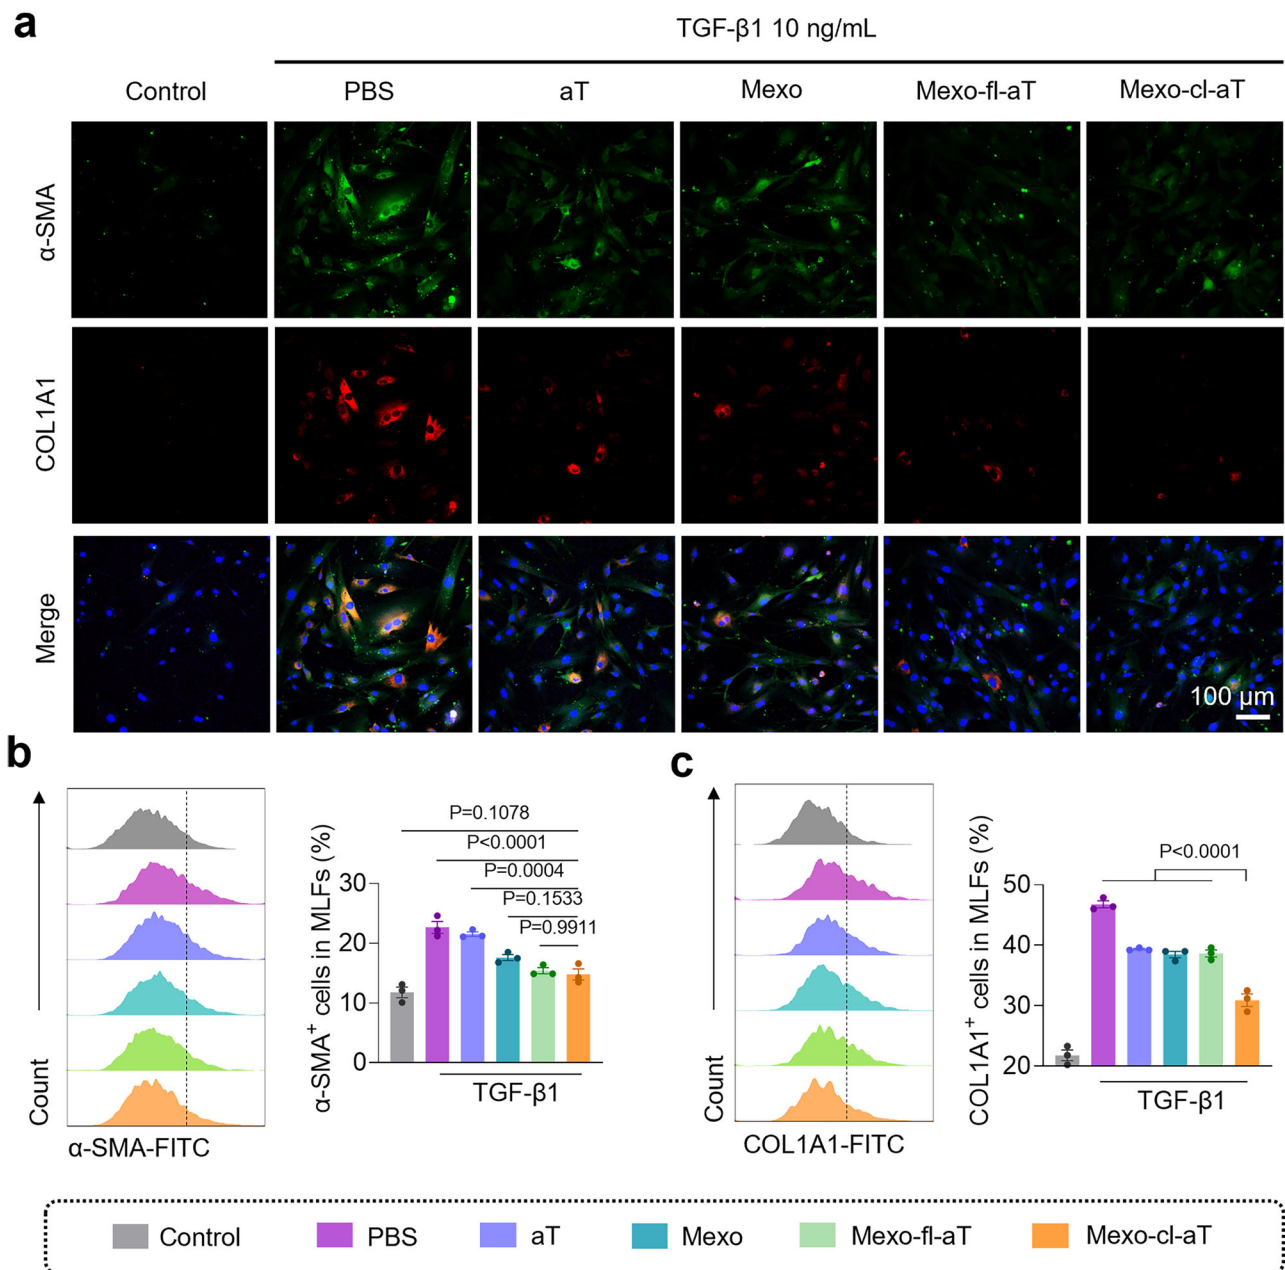 a
TGF-β1 10 ng/mL
Control PBS aT Mexo Mexo-fl-aT Mexo-cl-aT
α-SMA
COL1A1
Merge
100 μm
b
Count
α-SMA-FITC
α-SMA⁺ cells in MLFs (%)
P=0.1078
P<0.0001
P=0.0004
P=0.1533
P=0.9911
30
20
10
0
TGF-β1
c
Count
COL1A1-FITC
COL1A1⁺ cells in MLFs (%)
P<0.0001
50
40
30
20
TGF-β1
Control PBS aT Mexo Mexo-fl-aT Mexo-cl-aT